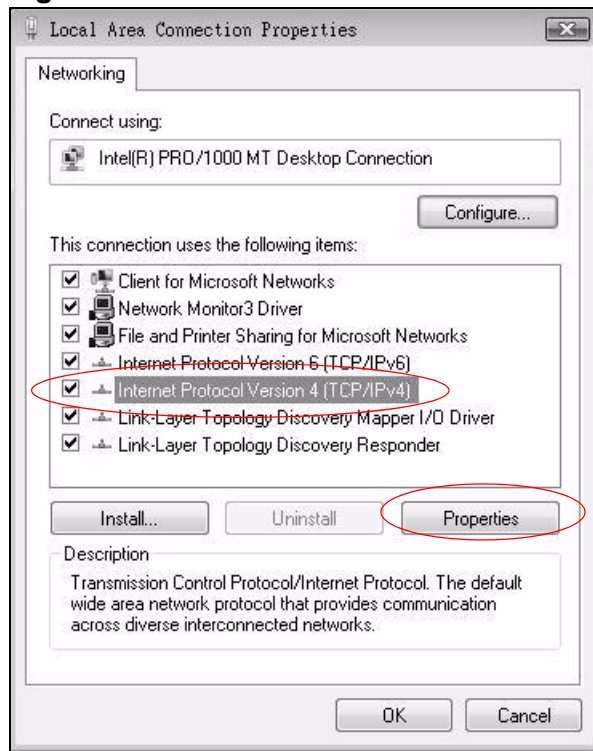 Local Area Connection Properties
Networking
Connect using:
Intel(R) PRO/1000 MT Desktop Connection
Configure...
This connection uses the following items:
Client for Microsoft Networks
Network Monitor3 Driver
File and Printer Sharing for Microsoft Networks
Internet Protocol Version 6 (TCP/IPv6)
Internet Protocol Version 4 (TCP/IPv4)
Link-Layer Topology Discovery Mapper I/O Driver
Link-Layer Topology Discovery Responder
Install... Uninstall Properties
Description
Transmission Control Protocol/Internet Protocol. The default
wide area network protocol that provides communication
across diverse interconnected networks.
OK Cancel